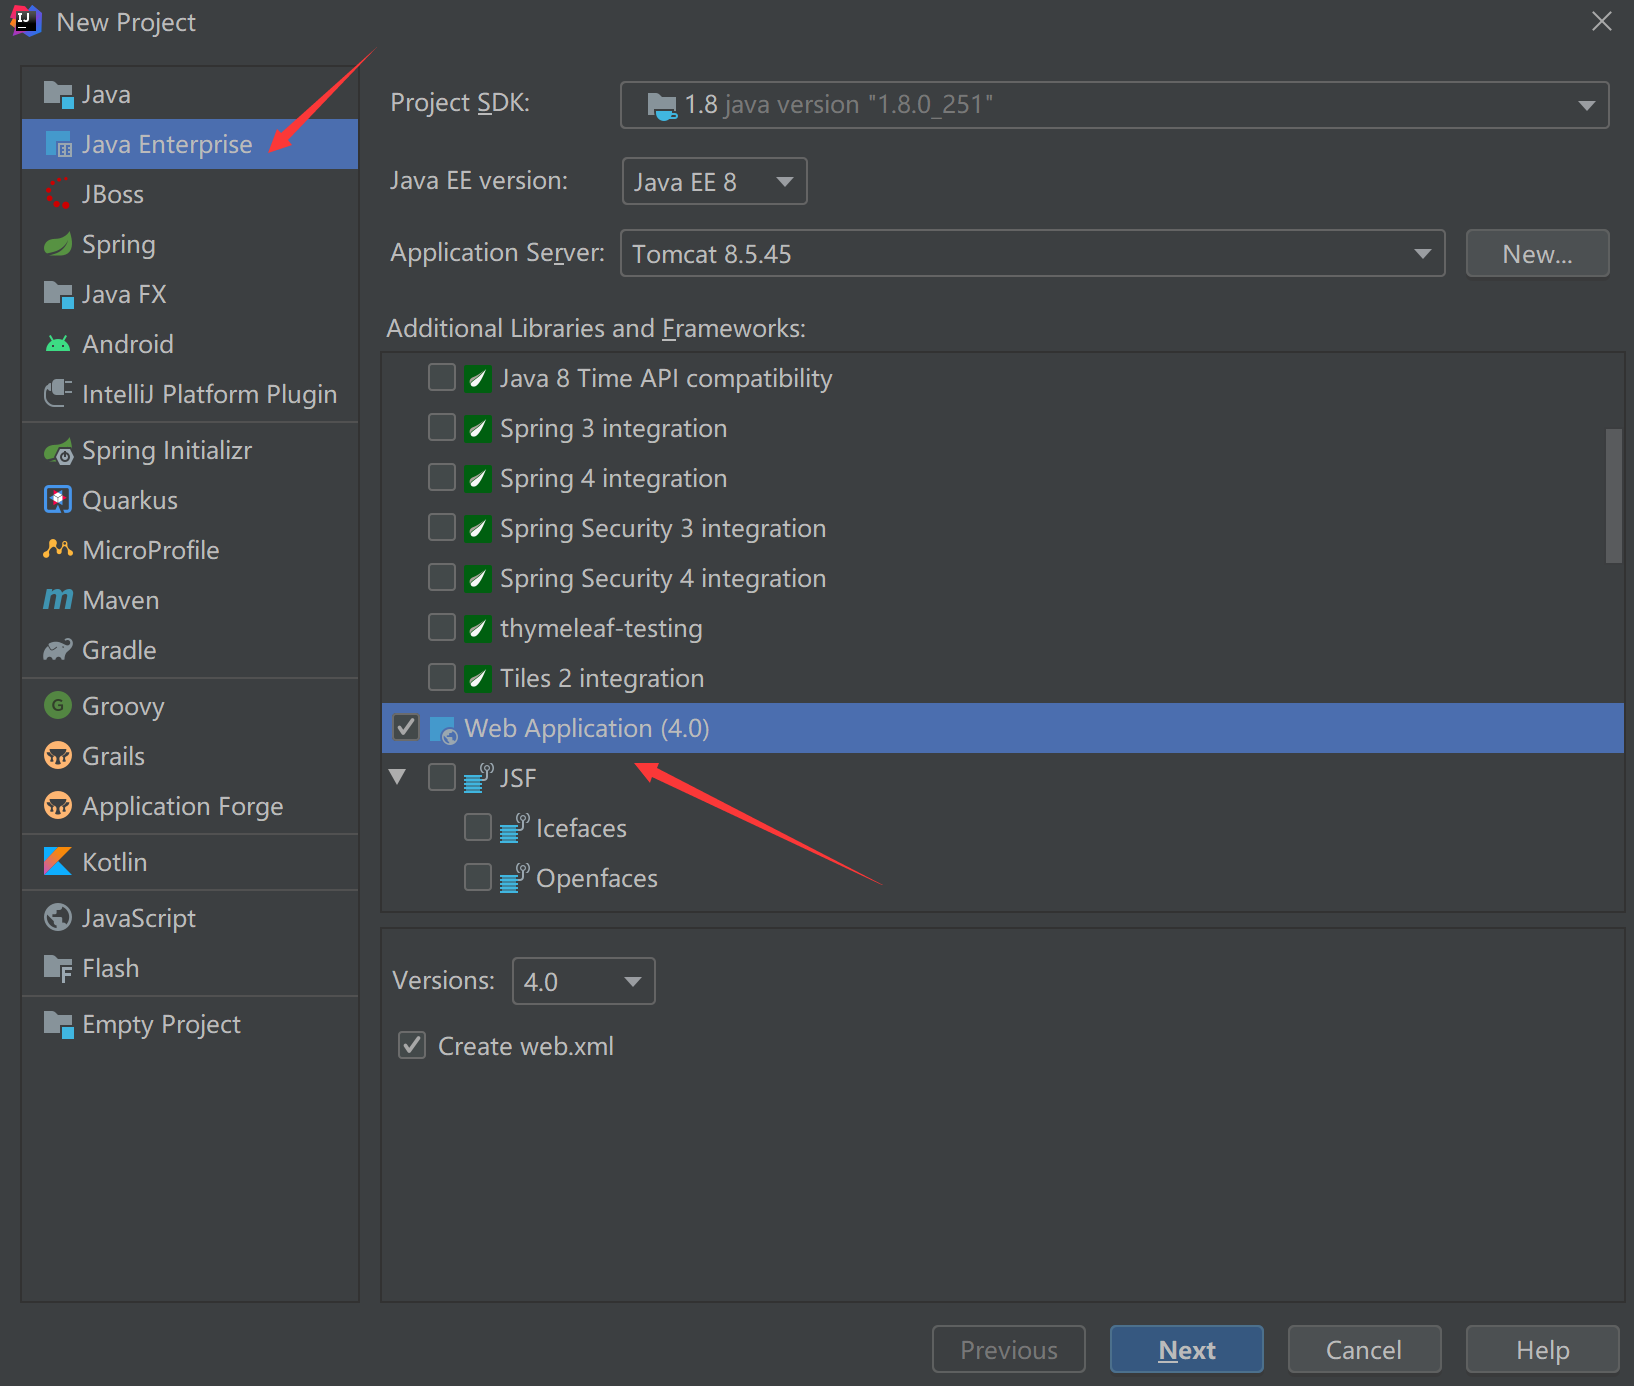 New Project
Java
Java Enterprise
JBoss
Spring
Java FX
Android
IntelliJ Platform Plugin
Spring Initializr
Quarkus
MicroProfile
Maven
Gradle
Groovy
Grails
Application Forge
Kotlin
JavaScript
Flash
Empty Project
Project SDK: 1.8 java version "1.8.0_251"
Java EE version: Java EE 8
Application Server: Tomcat 8.5.45 New...
Additional Libraries and Frameworks:
Java 8 Time API compatibility
Spring 3 integration
Spring 4 integration
Spring Security 3 integration
Spring Security 4 integration
thymeleaf-testing
Tiles 2 integration
Web Application (4.0)
JSF
Icefaces
Openfaces
Versions: 4.0
Create web.xml
Previous Next Cancel Help